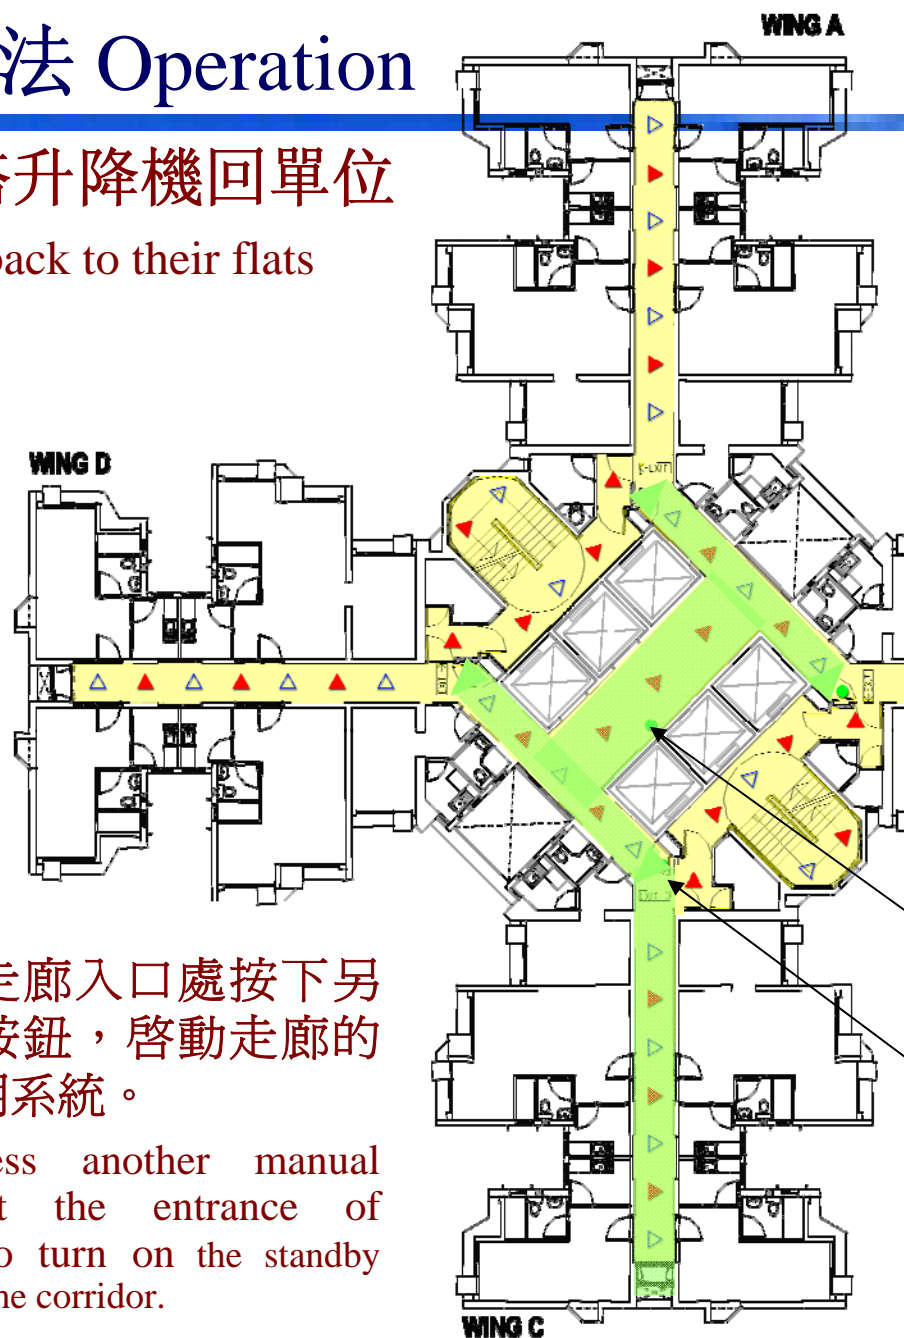 法 Operation
WING A
搭升降機回單位
back to their flats
WING D
走廊入口處按下另
按鈕，啓動走廊的
明系統。
ess another manual
t the entrance of
o turn on the standby
he corridor.
WING C